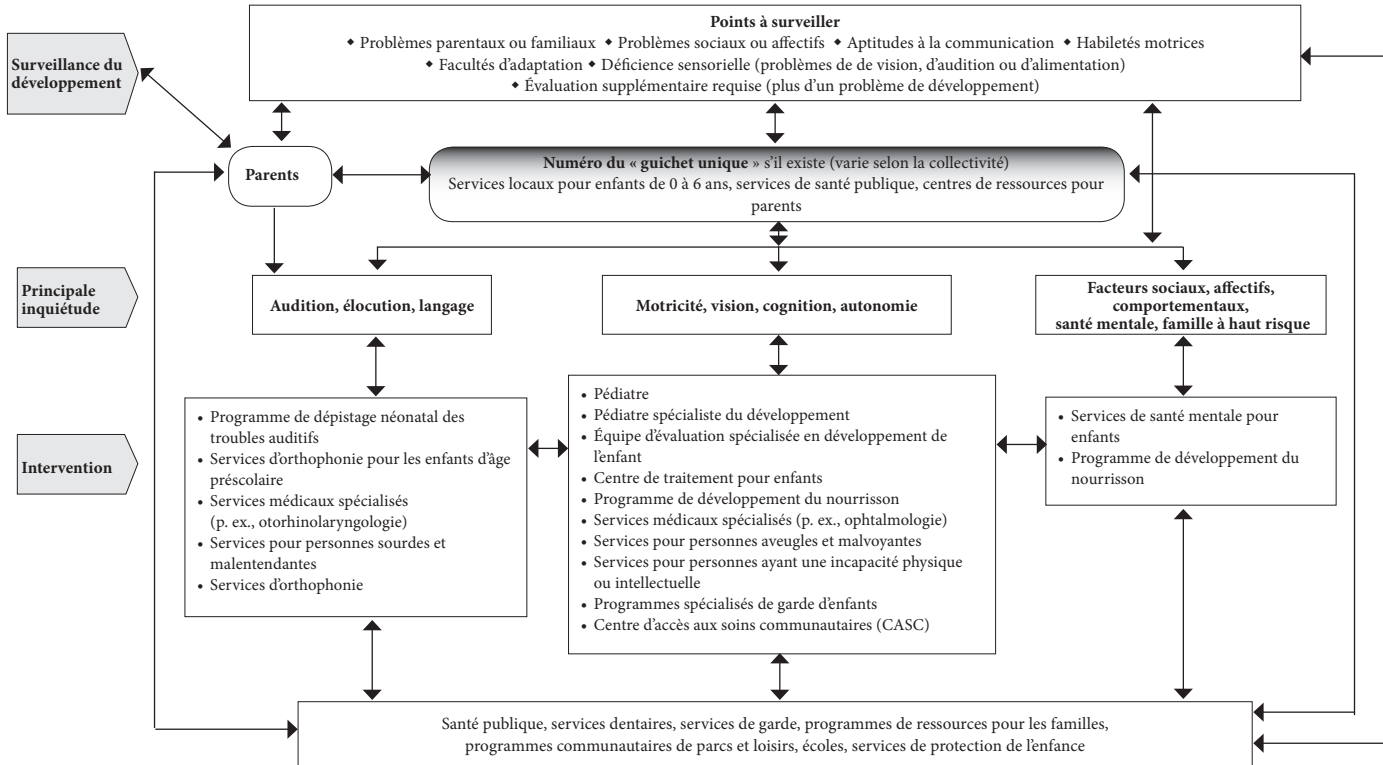 Points à surveiller
◆ Problèmes parentaux ou familiaux ◆ Problèmes sociaux ou affectifs ◆ Aptitudes à la communication ◆ Habiletés motrices
◆ Facultés d'adaptation ◆ Déficience sensorielle (problèmes de de vision, d'audition ou d'alimentation)
◆ Évaluation supplémentaire requise (plus d'un problème de développement)
Surveillance du
développement
Parents
Numéro du « guichet unique » s'il existe (varie selon la collectivité)
Services locaux pour enfants de 0 à 6 ans, services de santé publique, centres de ressources pour
parents
Principale
inquiétude
Audition, élocution, langage
Motricité, vision, cognition, autonomie
Facteurs sociaux, affectifs,
comportementaux,
santé mentale, famille à haut risque
Intervention
• Programme de dépistage néonatal des
troubles auditifs
• Services d'orthophonie pour les enfants d'âge
préscolaire
• Services médicaux spécialisés
(p. ex., otorhinolaryngologie)
• Services pour personnes sourdes et
malentendantes
• Services d'orthophonie
• Pédiatre
• Pédiatre spécialiste du développement
• Équipe d'évaluation spécialisée en développement de
l'enfant
• Centre de traitement pour enfants
• Programme de développement du nourrisson
• Services médicaux spécialisés (p. ex., ophtalmologie)
• Services pour personnes aveugles et malvoyantes
• Services pour personnes ayant une incapacité physique
ou intellectuelle
• Programmes spécialisés de garde d'enfants
• Centre d'accès aux soins communautaires (CASC)
• Services de santé mentale pour
enfants
• Programme de développement du
nourrisson
Santé publique, services dentaires, services de garde, programmes de ressources pour les familles,
programmes communautaires de parcs et loisirs, écoles, services de protection de l'enfance